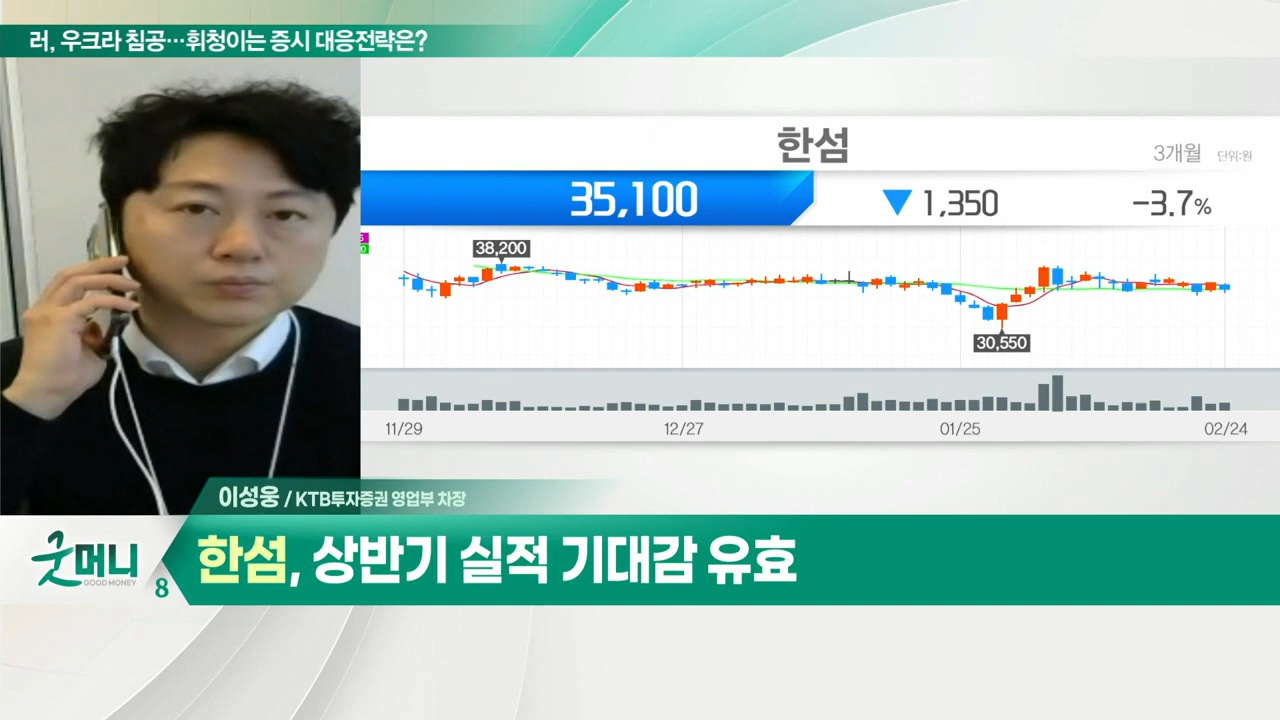 러, 우크라 침공…휘청이는 증시 대응전략은?
한섬
3개월 단위:원
35,100 ▼ 1,350 -3.7%
38,200
30,550
11/29 12/27 01/25 02/24
이성웅 / KTB투자증권 영업부 차장
굿머니
GOOD MONEY
8
한섬, 상반기 실적 기대감 유효